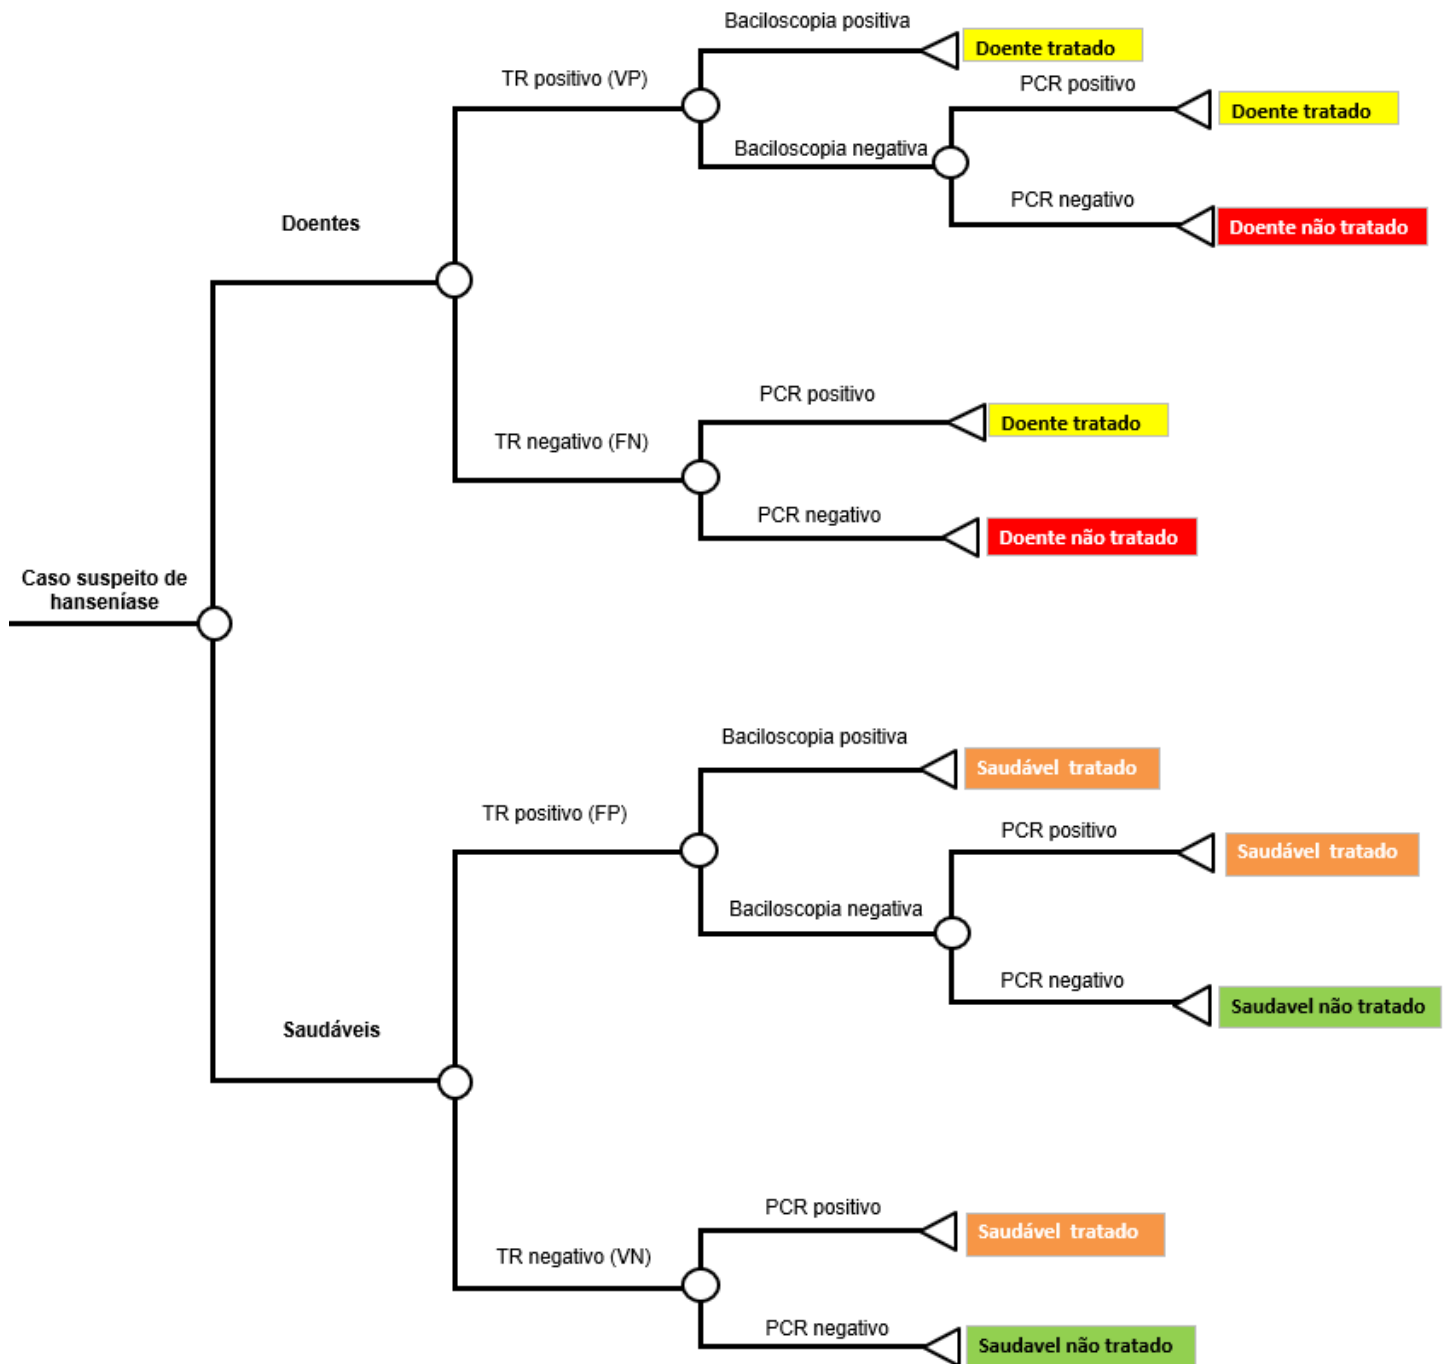 Baciloscopia positiva
Doente tratado
TR positivo (VP)
PCR positivo
Doente tratado
Baciloscopia negativa
PCR negativo
Doente não tratado
Doentes
PCR positivo
Doente tratado
TR negativo (FN)
PCR negativo
Doente não tratado
Caso suspeito de
hanseníase
Baciloscopia positiva
Saudável tratado
TR positivo (FP)
PCR positivo
Saudável tratado
Baciloscopia negativa
PCR negativo
Saudavel não tratado
Saudáveis
PCR positivo
Saudável tratado
TR negativo (VN)
PCR negativo
Saudavel não tratado